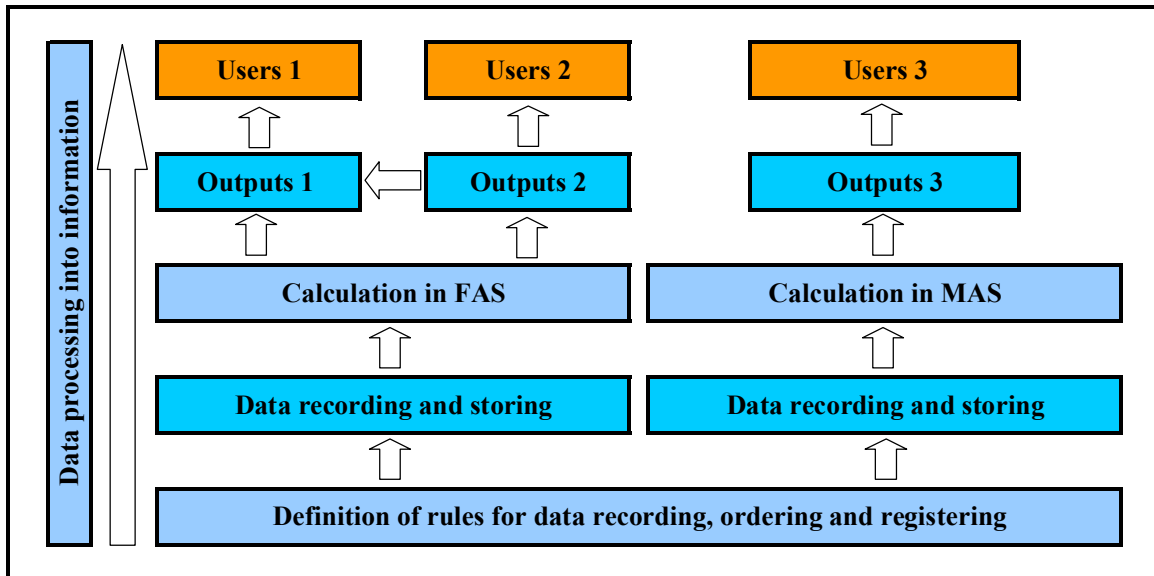 Data processing into information
Users 1
Users 2
Users 3
Outputs 1
Outputs 2
Outputs 3
Calculation in FAS
Calculation in MAS
Data recording and storing
Data recording and storing
Definition of rules for data recording, ordering and registering